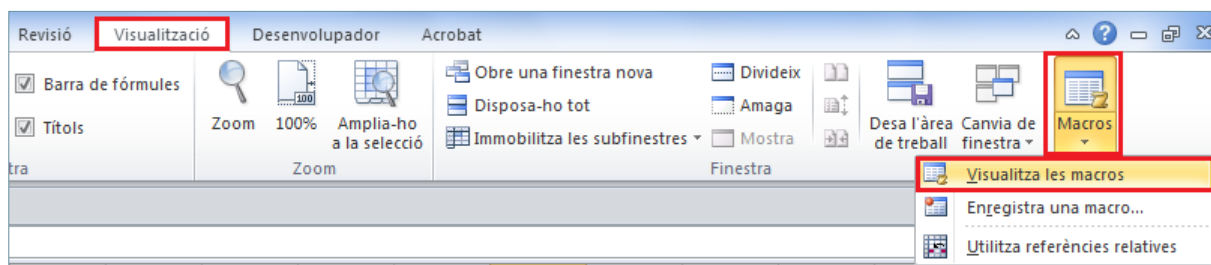 Revisió Visualització Desenvolupador Acrobat
Barra de fórmules
Títols
Zoom
100
100%
Amplia-ho
a la selecció
Zoom
Obre una finestra nova
Disposa-ho tot
Immobilitza les subfinestres
Divideix
Amaga
Mostra
Desa l'àrea
de treball
Canvia de
finestra
Finestra
Macros
Visualitza les macros
Enregistra una macro...
Utilitza referències relatives